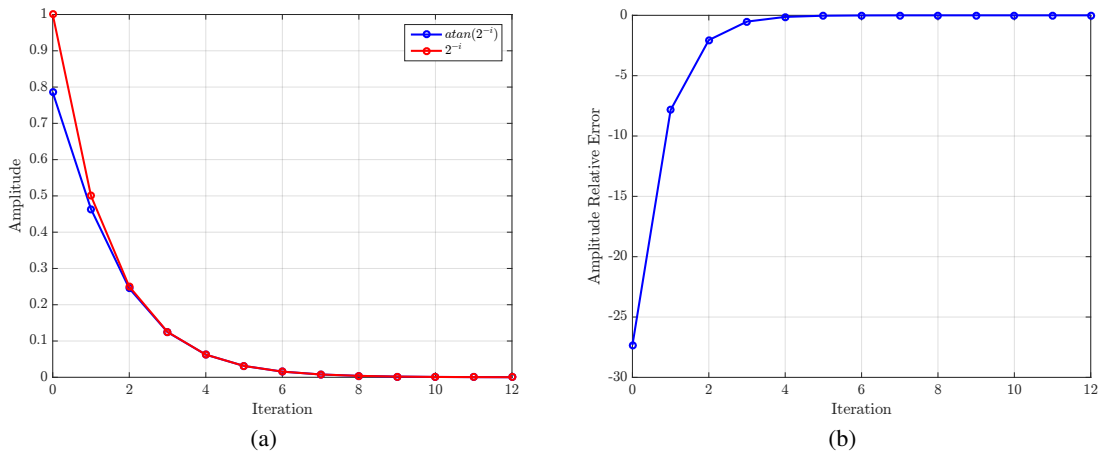 1
0.9
0.8
0.7
0.6
0.5
0.4
0.3
0.2
0.1
0
Amplitude
atan(2⁻ⁱ)
2⁻ⁱ
0 2 4 6 8 10 12
Iteration
(a)
0
-5
-10
-15
-20
-25
-30
Amplitude Relative Error
0 2 4 6 8 10 12
Iteration
(b)